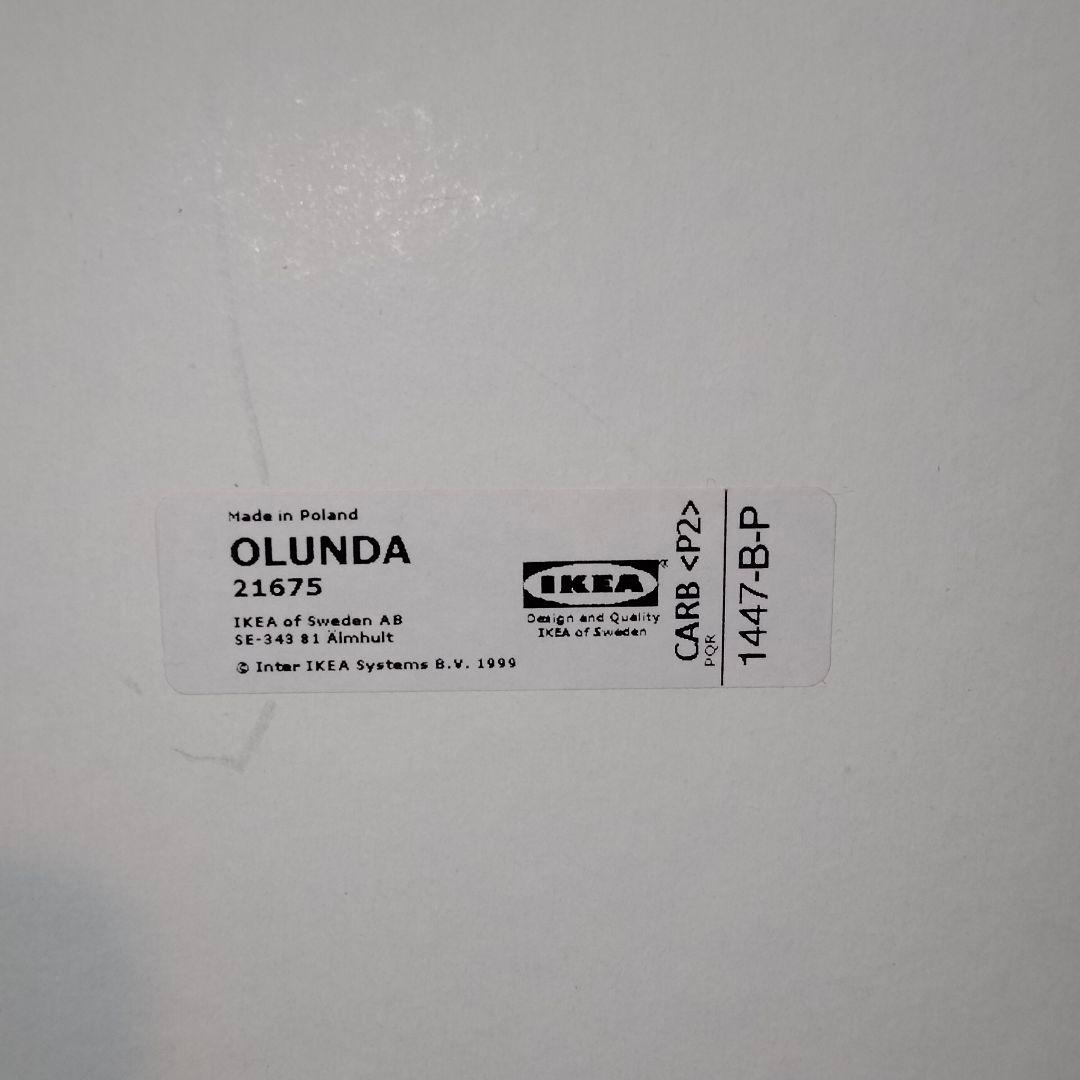 Made in Poland
OLUNDA
21675
IKEA of Sweden AB
SE-343 81 Älmhult
© Inter IKEA Systems B.V. 1999
IKEA®
Design and Quality
IKEA of Sweden
CARB <P2>
PQR
1447-B-P